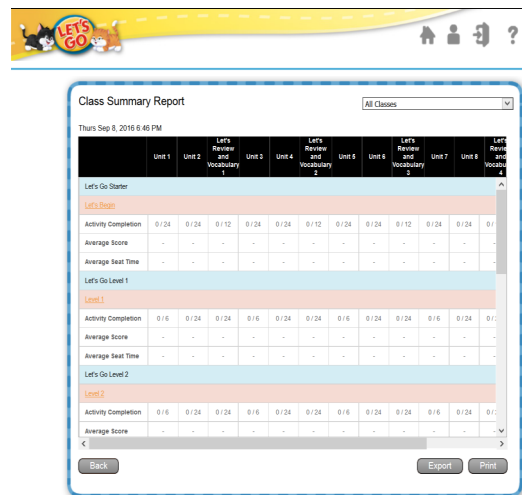 LET'S GO
?
Class Summary Report
All Classes
Thurs Sep 8, 2016 6:46 PM
Unit 1 Unit 2 Let's Review and Vocabulary 1 Unit 3 Unit 4 Let's Review and Vocabulary 2 Unit 5 Unit 6 Let's Review and Vocabulary 3 Unit 7 Unit 8 4
Let's Go Starter
Let's Begin
Activity Completion 0 / 24 0 / 24 0 / 12 0 / 24 0 / 24 0 / 12 0 / 24 0 / 24 0 / 12 0 / 24 0 / 24 0 /
Average Score - - - - - - - - - - - -
Average Seat Time - - - - - - - - - - - -
Let's Go Level 1
Level 1
Activity Completion 0 / 6 0 / 24 0 / 24 0 / 6 0 / 24 0 / 24 0 / 6 0 / 24 0 / 24 0 / 6 0 / 24 0 /
Average Score - - - - - - - - - - - -
Average Seat Time - - - - - - - - - - - -
Let's Go Level 2
Level 2
Activity Completion 0 / 6 0 / 24 0 / 24 0 / 6 0 / 24 0 / 24 0 / 6 0 / 24 0 / 24 0 / 6 0 / 24 0 /
Average Score - - - - - - - - - - - -
Back Export Print